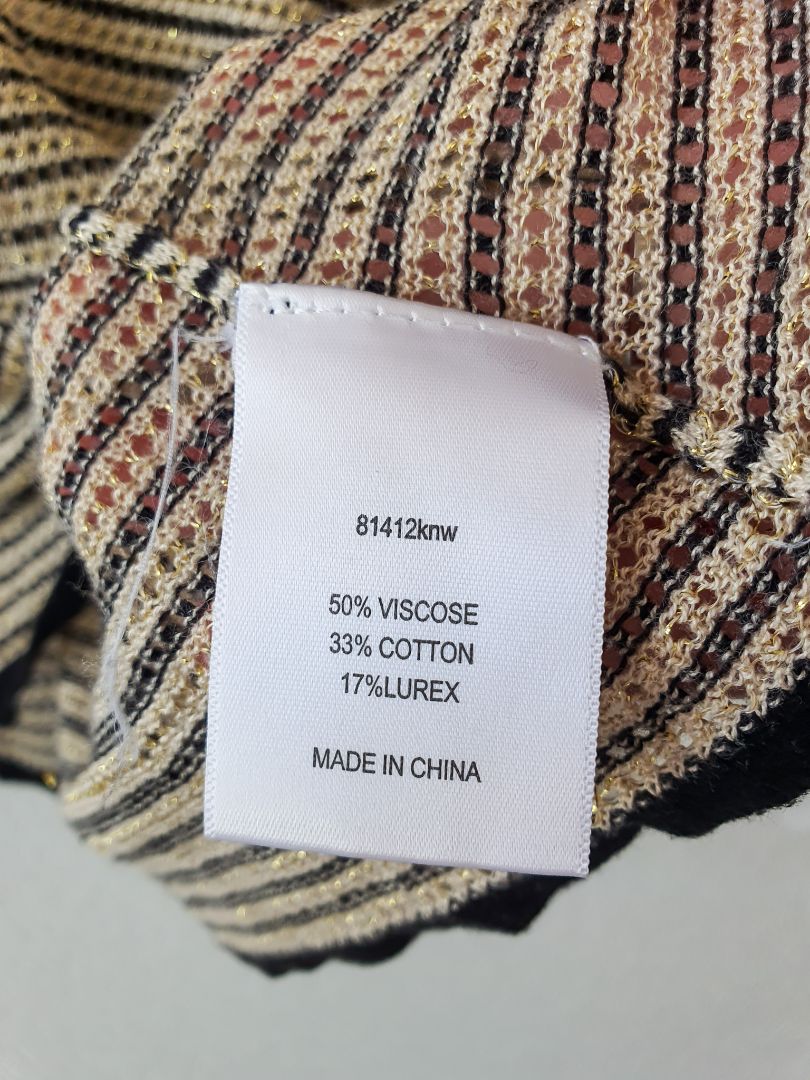 81412knw
50% VISCOSE
33% COTTON
17%LUREX
MADE IN CHINA